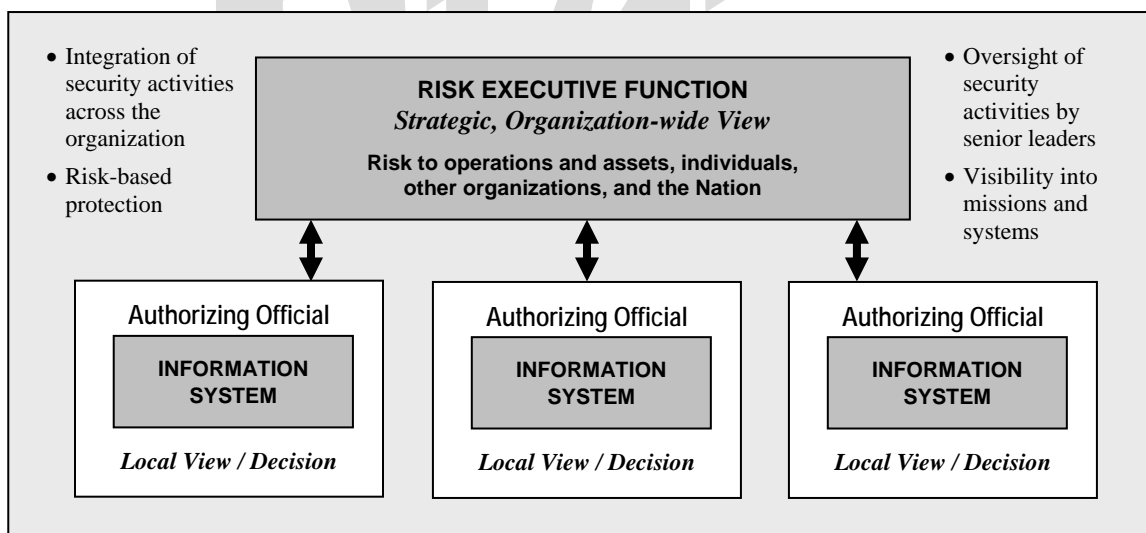 • Integration of
security activities
across the
organization
• Risk-based
protection
RISK EXECUTIVE FUNCTION
Strategic, Organization-wide View
Risk to operations and assets, individuals,
other organizations, and the Nation
• Oversight of
security
activities by
senior leaders
• Visibility into
missions and
systems
Authorizing Official
INFORMATION
SYSTEM
Local View / Decision
Authorizing Official
INFORMATION
SYSTEM
Local View / Decision
Authorizing Official
INFORMATION
SYSTEM
Local View / Decision